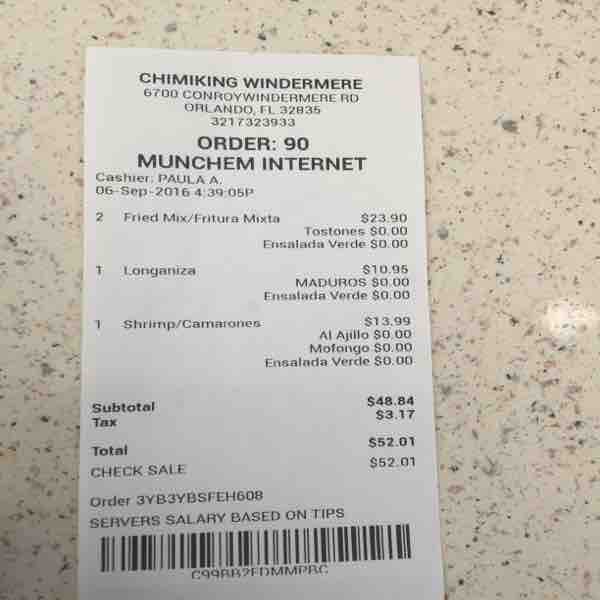 CHIMIKING WINDERMERE
6700 CONROYWINDERMERE RD
ORLANDO, FL 32835
3217323933
ORDER: 90
MUNCHEM INTERNET
Cashier: PAULA A.
06-Sep-2016 4:39:05P
2 Fried Mix/Fritura Mixta $23.90
Tostones $0.00
Ensalada Verde $0.00
1 Longaniza $10.95
MADUROS $0.00
Ensalada Verde $0.00
1 Shrimp/Camarones $13.99
Al Ajillo $0.00
Mofongo $0.00
Ensalada Verde $0.00
Subtotal $48.84
Tax $3.17
Total $52.01
CHECK SALE $52.01
Order 3YB3YBSFEH608
SERVERS SALARY BASED ON TIPS